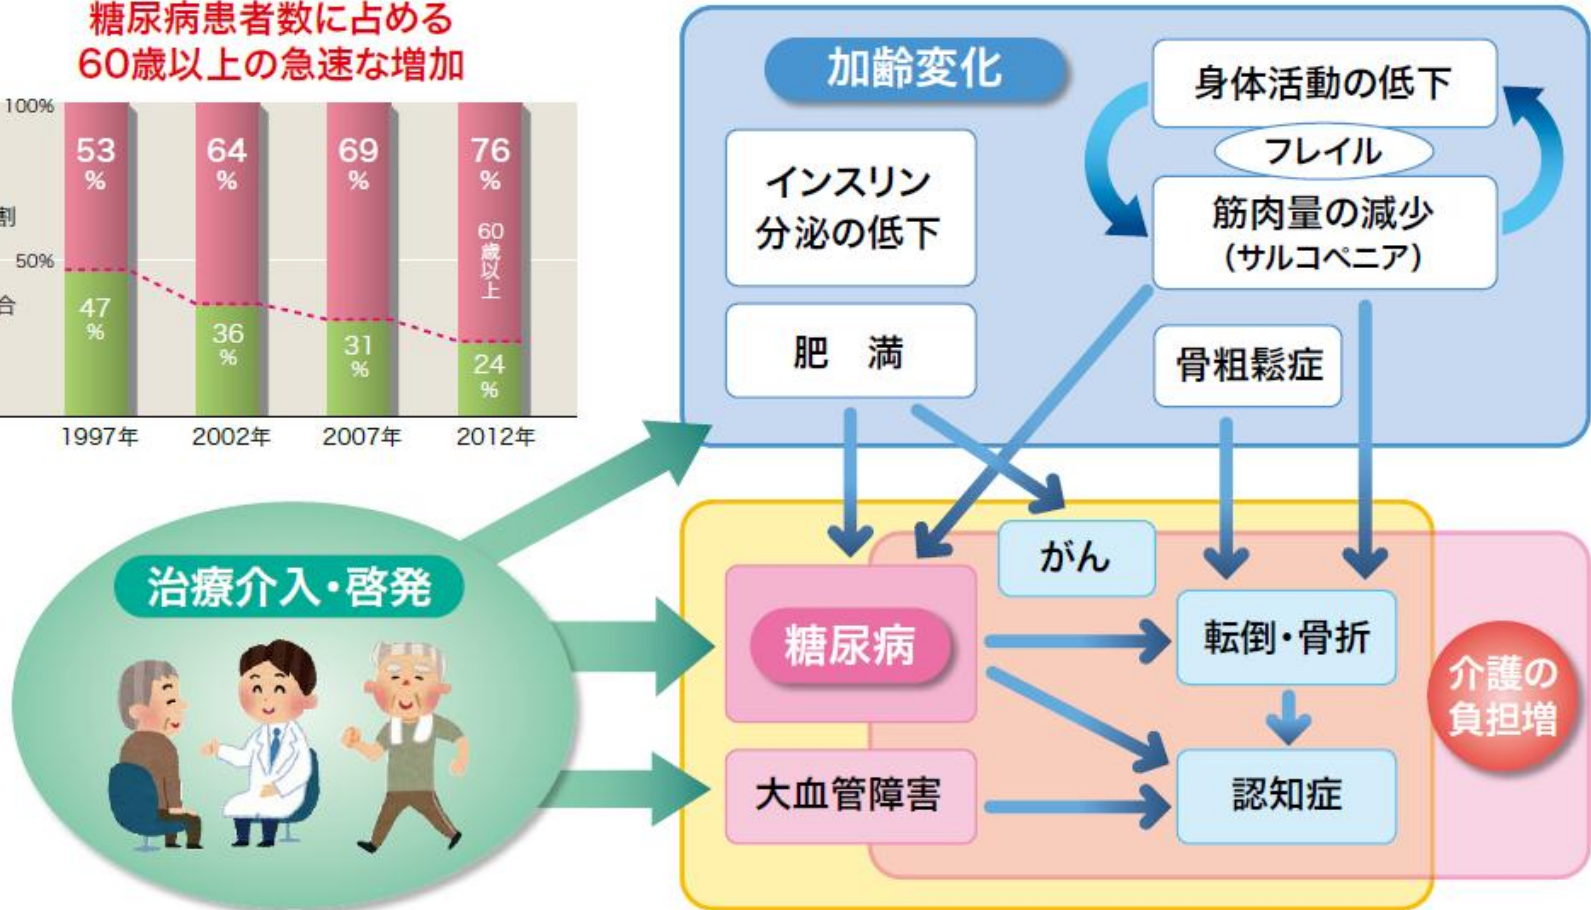 糖尿病患者数に占める
60歳以上の急速な増加
100%
50%
割
合
53
%
64
%
69
%
76
%
60歳以上
47
%
36
%
31
%
24
%
1997年
2002年
2007年
2012年
加齢変化
インスリン
分泌の低下
肥 満
身体活動の低下
フレイル
筋肉量の減少
(サルコペニア)
骨粗鬆症
治療介入・啓発
がん
糖尿病
転倒・骨折
大血管障害
認知症
介護の
負担増